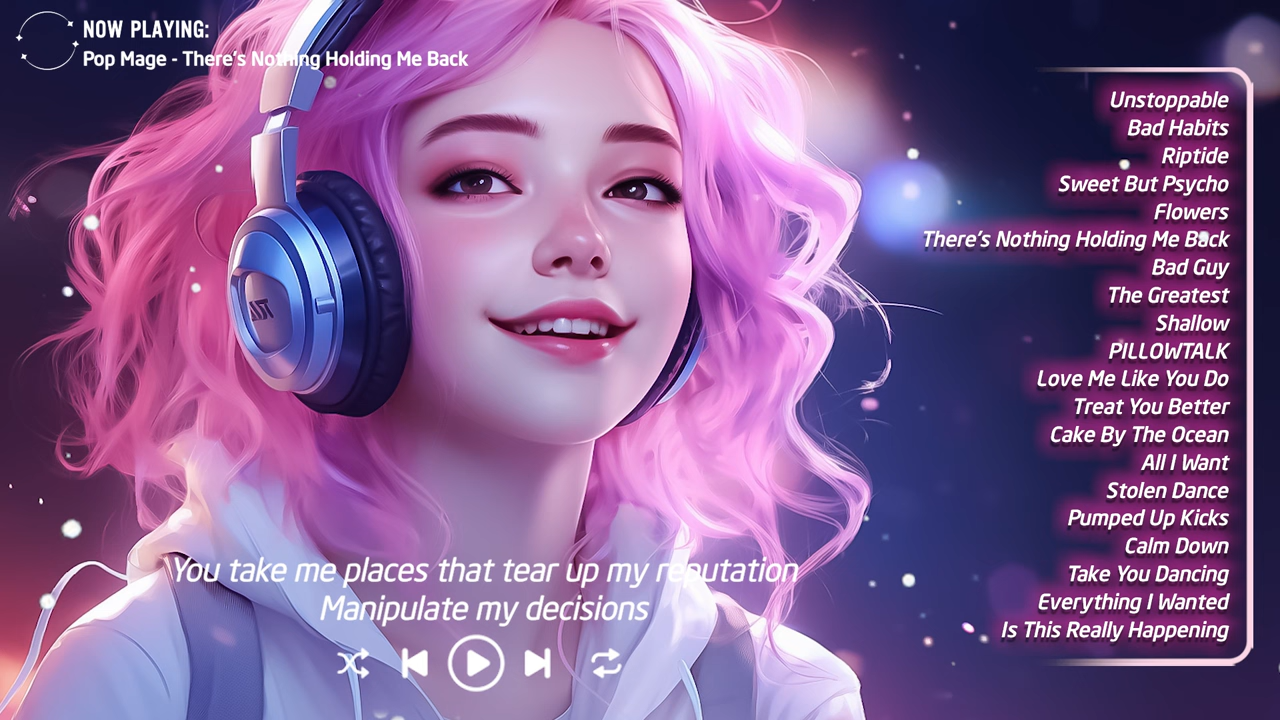 NOW PLAYING:
Pop Mage - There's Nothing Holding Me Back
Unstoppable
Bad Habits
Riptide
Sweet But Psycho
Flowers
There's Nothing Holding Me Back
Bad Guy
The Greatest
Shallow
PILLOWTALK
Love Me Like You Do
Treat You Better
Cake By The Ocean
All I Want
Stolen Dance
Pumped Up Kicks
Calm Down
Take You Dancing
Everything I Wanted
Is This Really Happening
You take me places that tear up my reputation
Manipulate my decisions